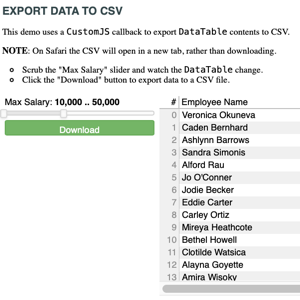 EXPORT DATA TO CSV
This demo uses a CustomJS callback to export DataTable contents to CSV.
NOTE: On Safari the CSV will open in a new tab, rather than downloading.
Scrub the "Max Salary" slider and watch the DataTable change.
Click the "Download" button to export data to a CSV file.
Max Salary: 10,000 .. 50,000
Download
# Employee Name
0 Veronica Okuneva
1 Caden Bernhard
2 Ashlynn Barrows
3 Sandra Simonis
4 Alford Rau
5 Jo O'Conner
6 Jodie Becker
7 Eddie Carter
8 Carley Ortiz
9 Mireya Heathcote
10 Bethel Howell
11 Clotilde Watsica
12 Alayna Goyette
13 Amira Wisoky